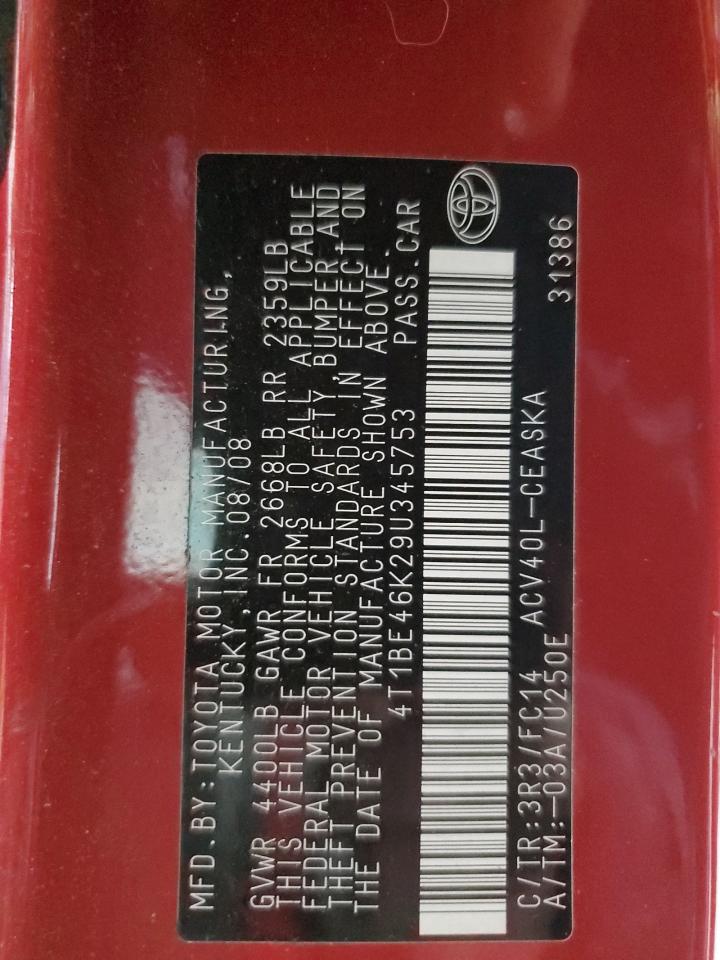 MFD.BY:TOYOTA MOTOR MANUFACTURING,
KENTUCKY,INC.08/08
GVWR 4400LB GAWR FR 2668LB RR 2359LB
THIS VEHICLE CONFORMS TO ALL APPLICABLE
FEDERAL MOTOR VEHICLE SAFETY, BUMPER,AND
THEFT PREVENTION STANDARDS IN EFFECT ON
THE DATE OF MANUFACTURE SHOWN ABOVE.
4T1BE46K29U345753 PASS.CAR
C/TR:3R3/FC14 ACV40L-CEASKA
A/TM:-03A/U250E 31386